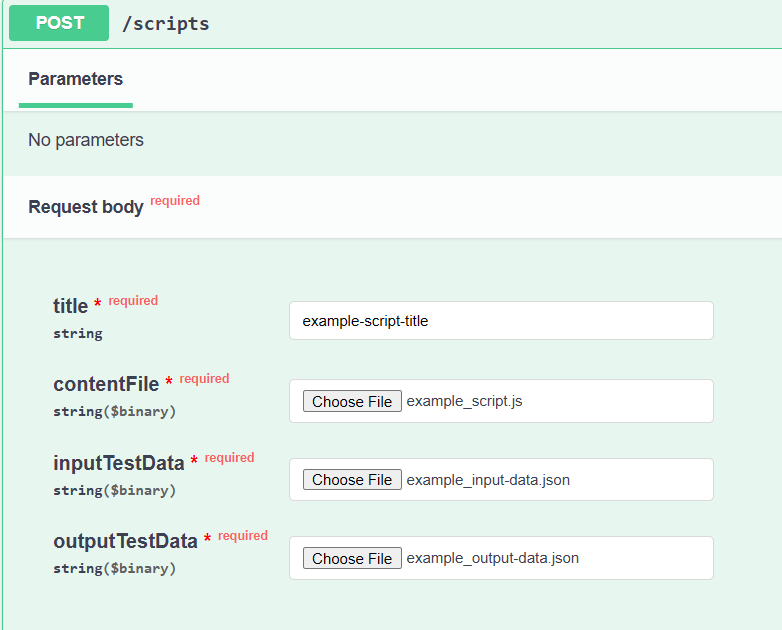 POST /scripts
Parameters
No parameters
Request body required
title * required
string
example-script-title
contentFile * required
string($binary)
Choose File example_script.js
inputTestData * required
string($binary)
Choose File example_input-data.json
outputTestData * required
string($binary)
Choose File example_output-data.json